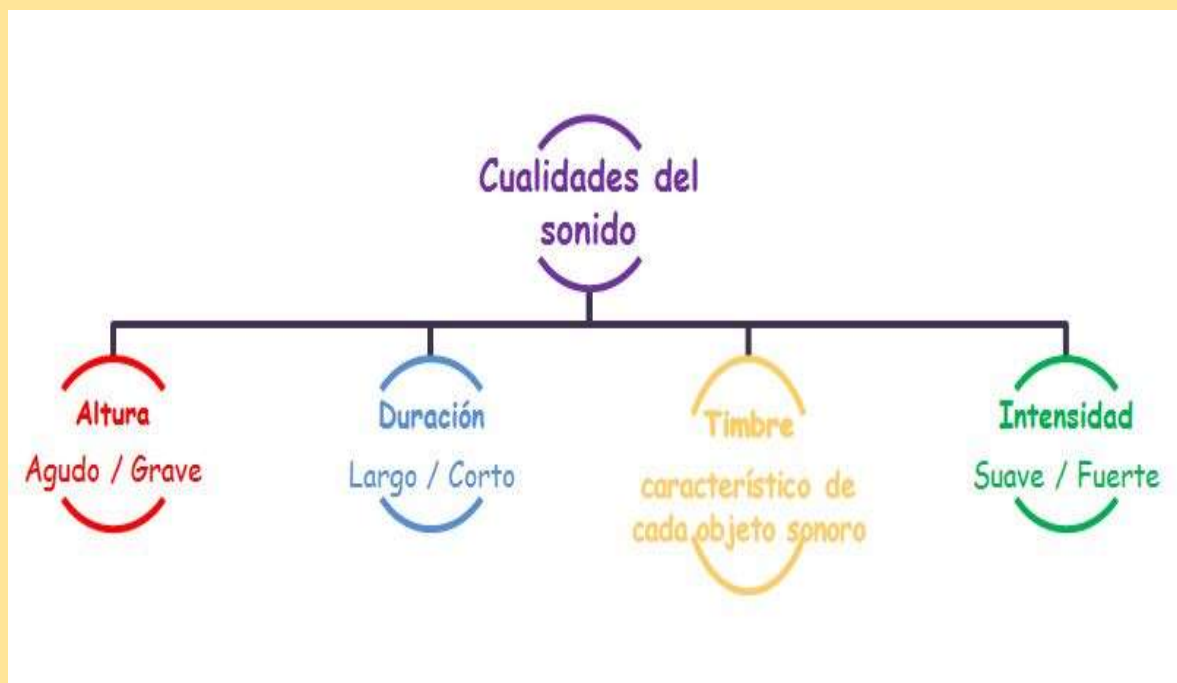 Cualidades del
sonido
Altura
Agudo / Grave
Duración
Largo / Corto
Timbre
característico de
cada objeto sonoro
Intensidad
Suave / Fuerte